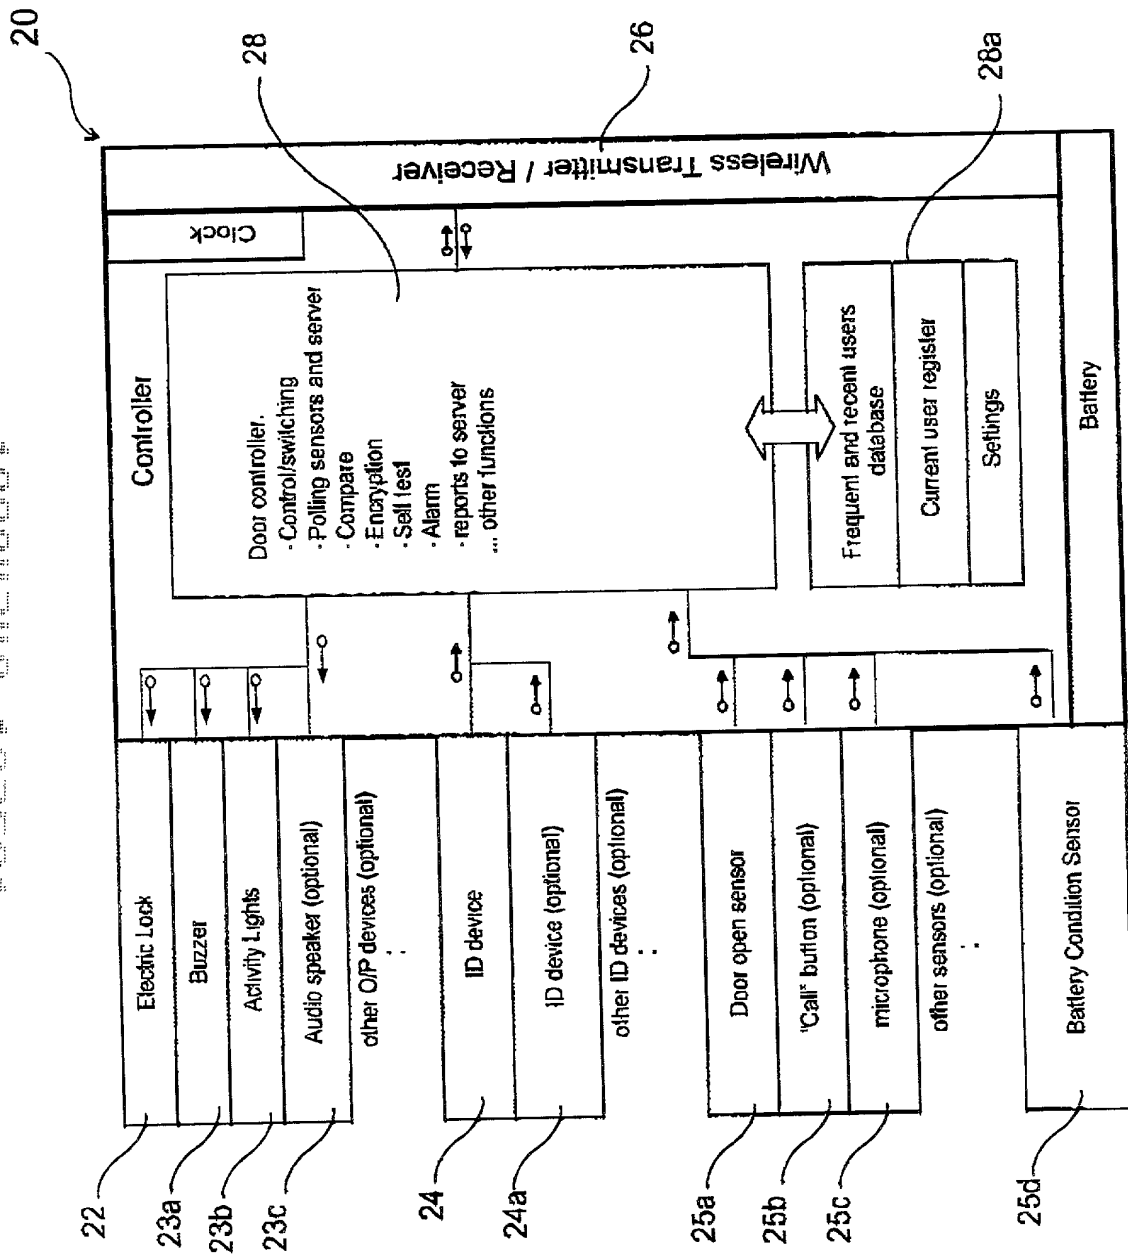 20
28
26
28a
Wireless Transmitter / Receiver
Clock
Controller
Door controller.
- Control/switching
- Polling sensors and server
- Compare
- Encryption
- Self test
- Alarm
- reports to server
... other functions
Frequent and recent users
database
Current user register
Settings
Battery
Electric Lock
Buzzer
Activity Lights
Audio speaker (optional)
other O/P devices (optional)
:
ID device
ID device (optional)
other ID devices (optional)
:
Door open sensor
"Call" button (optional)
microphone (optional)
other sensors (optional)
:
Battery Condition Sensor
22
23a
23b
23c
24
24a
25a
25b
25c
25d